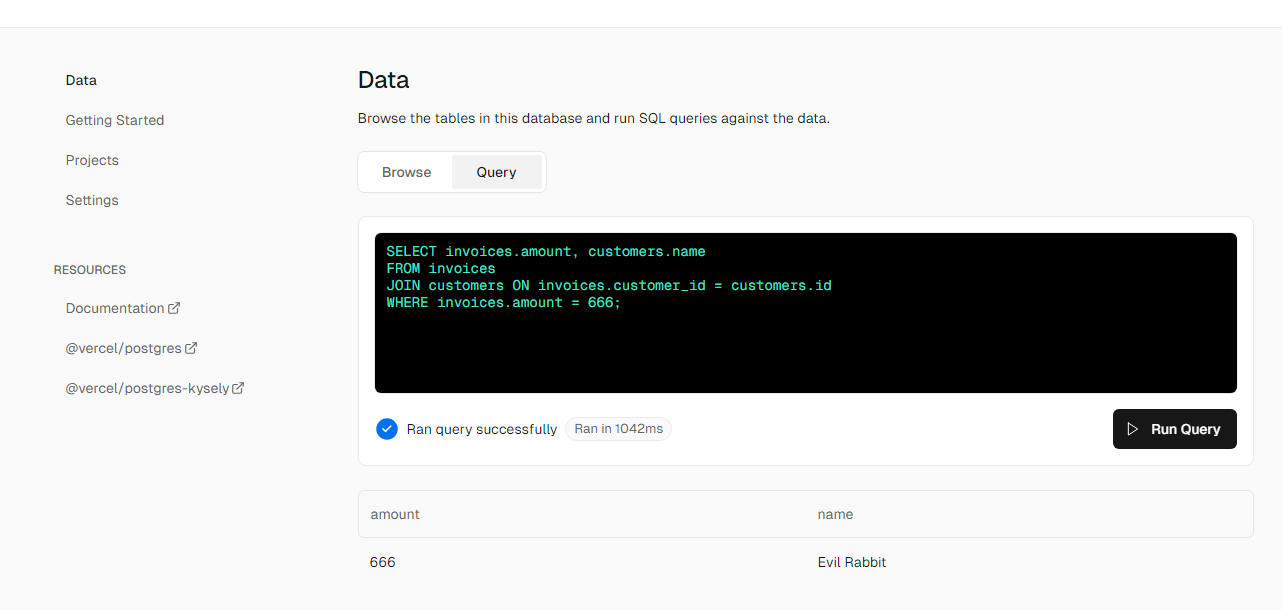 Data
Getting Started
Projects
Settings
RESOURCES
Documentation
@vercel/postgres
@vercel/postgres-kysely
Data
Browse the tables in this database and run SQL queries against the data.
Browse Query
SELECT invoices.amount, customers.name
FROM invoices
JOIN customers ON invoices.customer_id = customers.id
WHERE invoices.amount = 666;
Ran query successfully Ran in 1042ms Run Query
amount name
666 Evil Rabbit